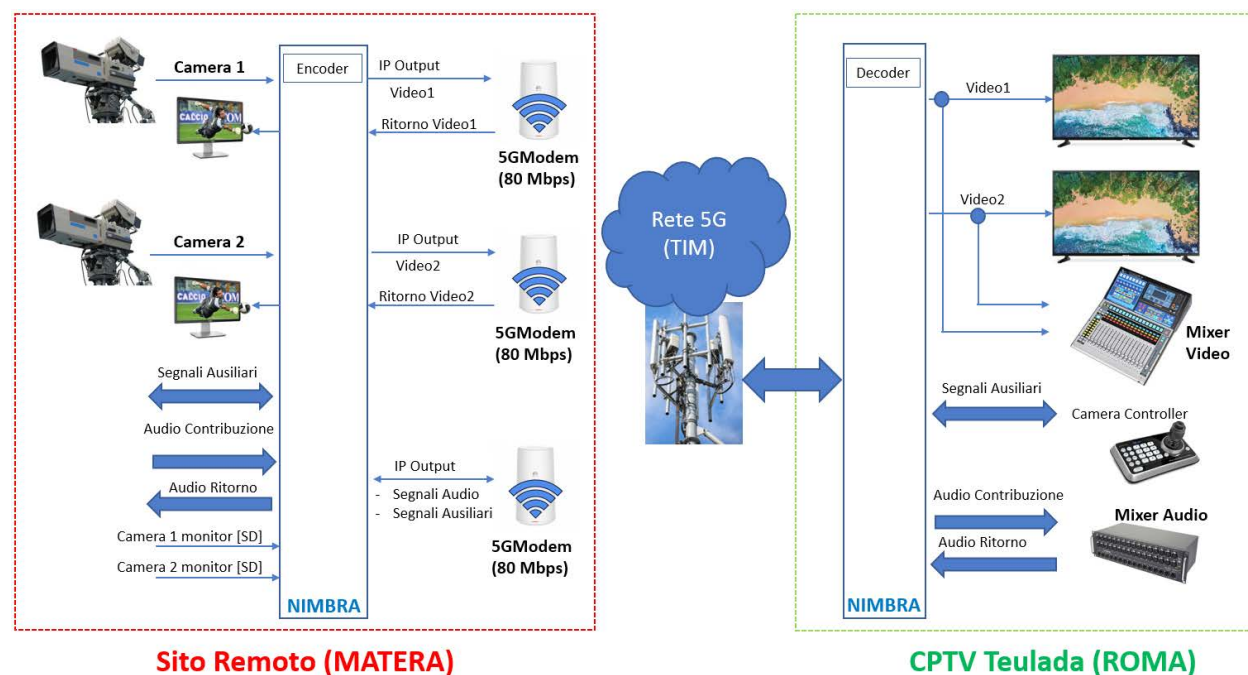 Camera 1
Encoder
IP Output
Video1
Ritorno Video1
5GModem
(80 Mbps)
Camera 2
IP Output
Video2
Ritorno Video2
5GModem
(80 Mbps)
Segnali Ausiliari
Audio Contribuzione
Audio Ritorno
IP Output
- Segnali Audio
- Segnali Ausiliari
5GModem
(80 Mbps)
Camera 1 monitor [SD]
Camera 2 monitor [SD]
NIMBRA
Sito Remoto (MATERA)
Rete 5G
(TIM)
Decoder
Video1
Video2
Mixer
Video
Segnali Ausiliari
Camera Controller
Audio Contribuzione
Mixer Audio
Audio Ritorno
NIMBRA
CPTV Teulada (ROMA)